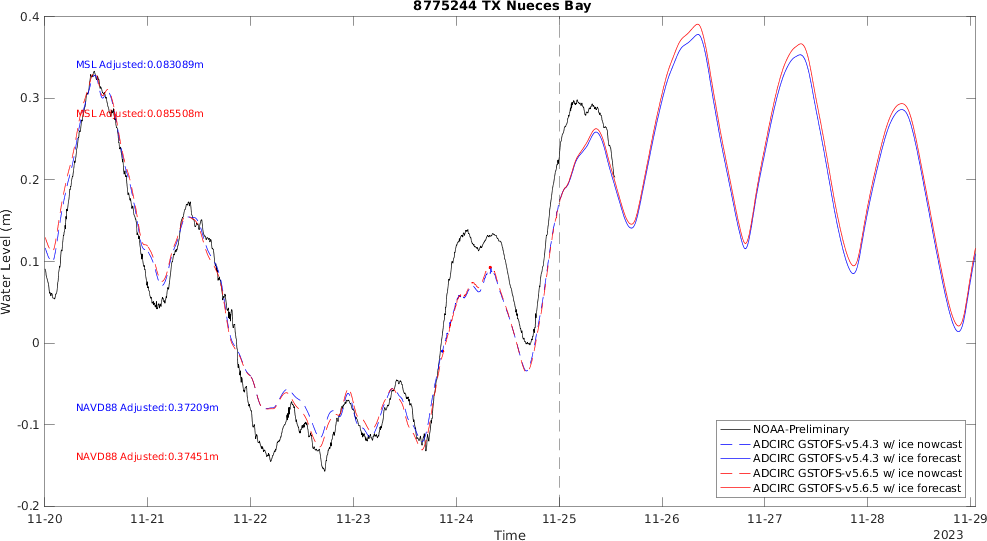 8775244 TX Nueces Bay
0.4
0.3
0.2
0.1
0
-0.1
-0.2
Water Level (m)
MSL Adjusted:0.083089m
MSL Adjusted:0.085508m
NAVD88 Adjusted:0.37209m
NAVD88 Adjusted:0.37451m
NOAA-Preliminary
ADCIRC GSTOFS-v5.4.3 w/ ice nowcast
ADCIRC GSTOFS-v5.4.3 w/ ice forecast
ADCIRC GSTOFS-v5.6.5 w/ ice nowcast
ADCIRC GSTOFS-v5.6.5 w/ ice forecast
11-20 11-21 11-22 11-23 11-24 11-25 11-26 11-27 11-28 11-29
Time
2023